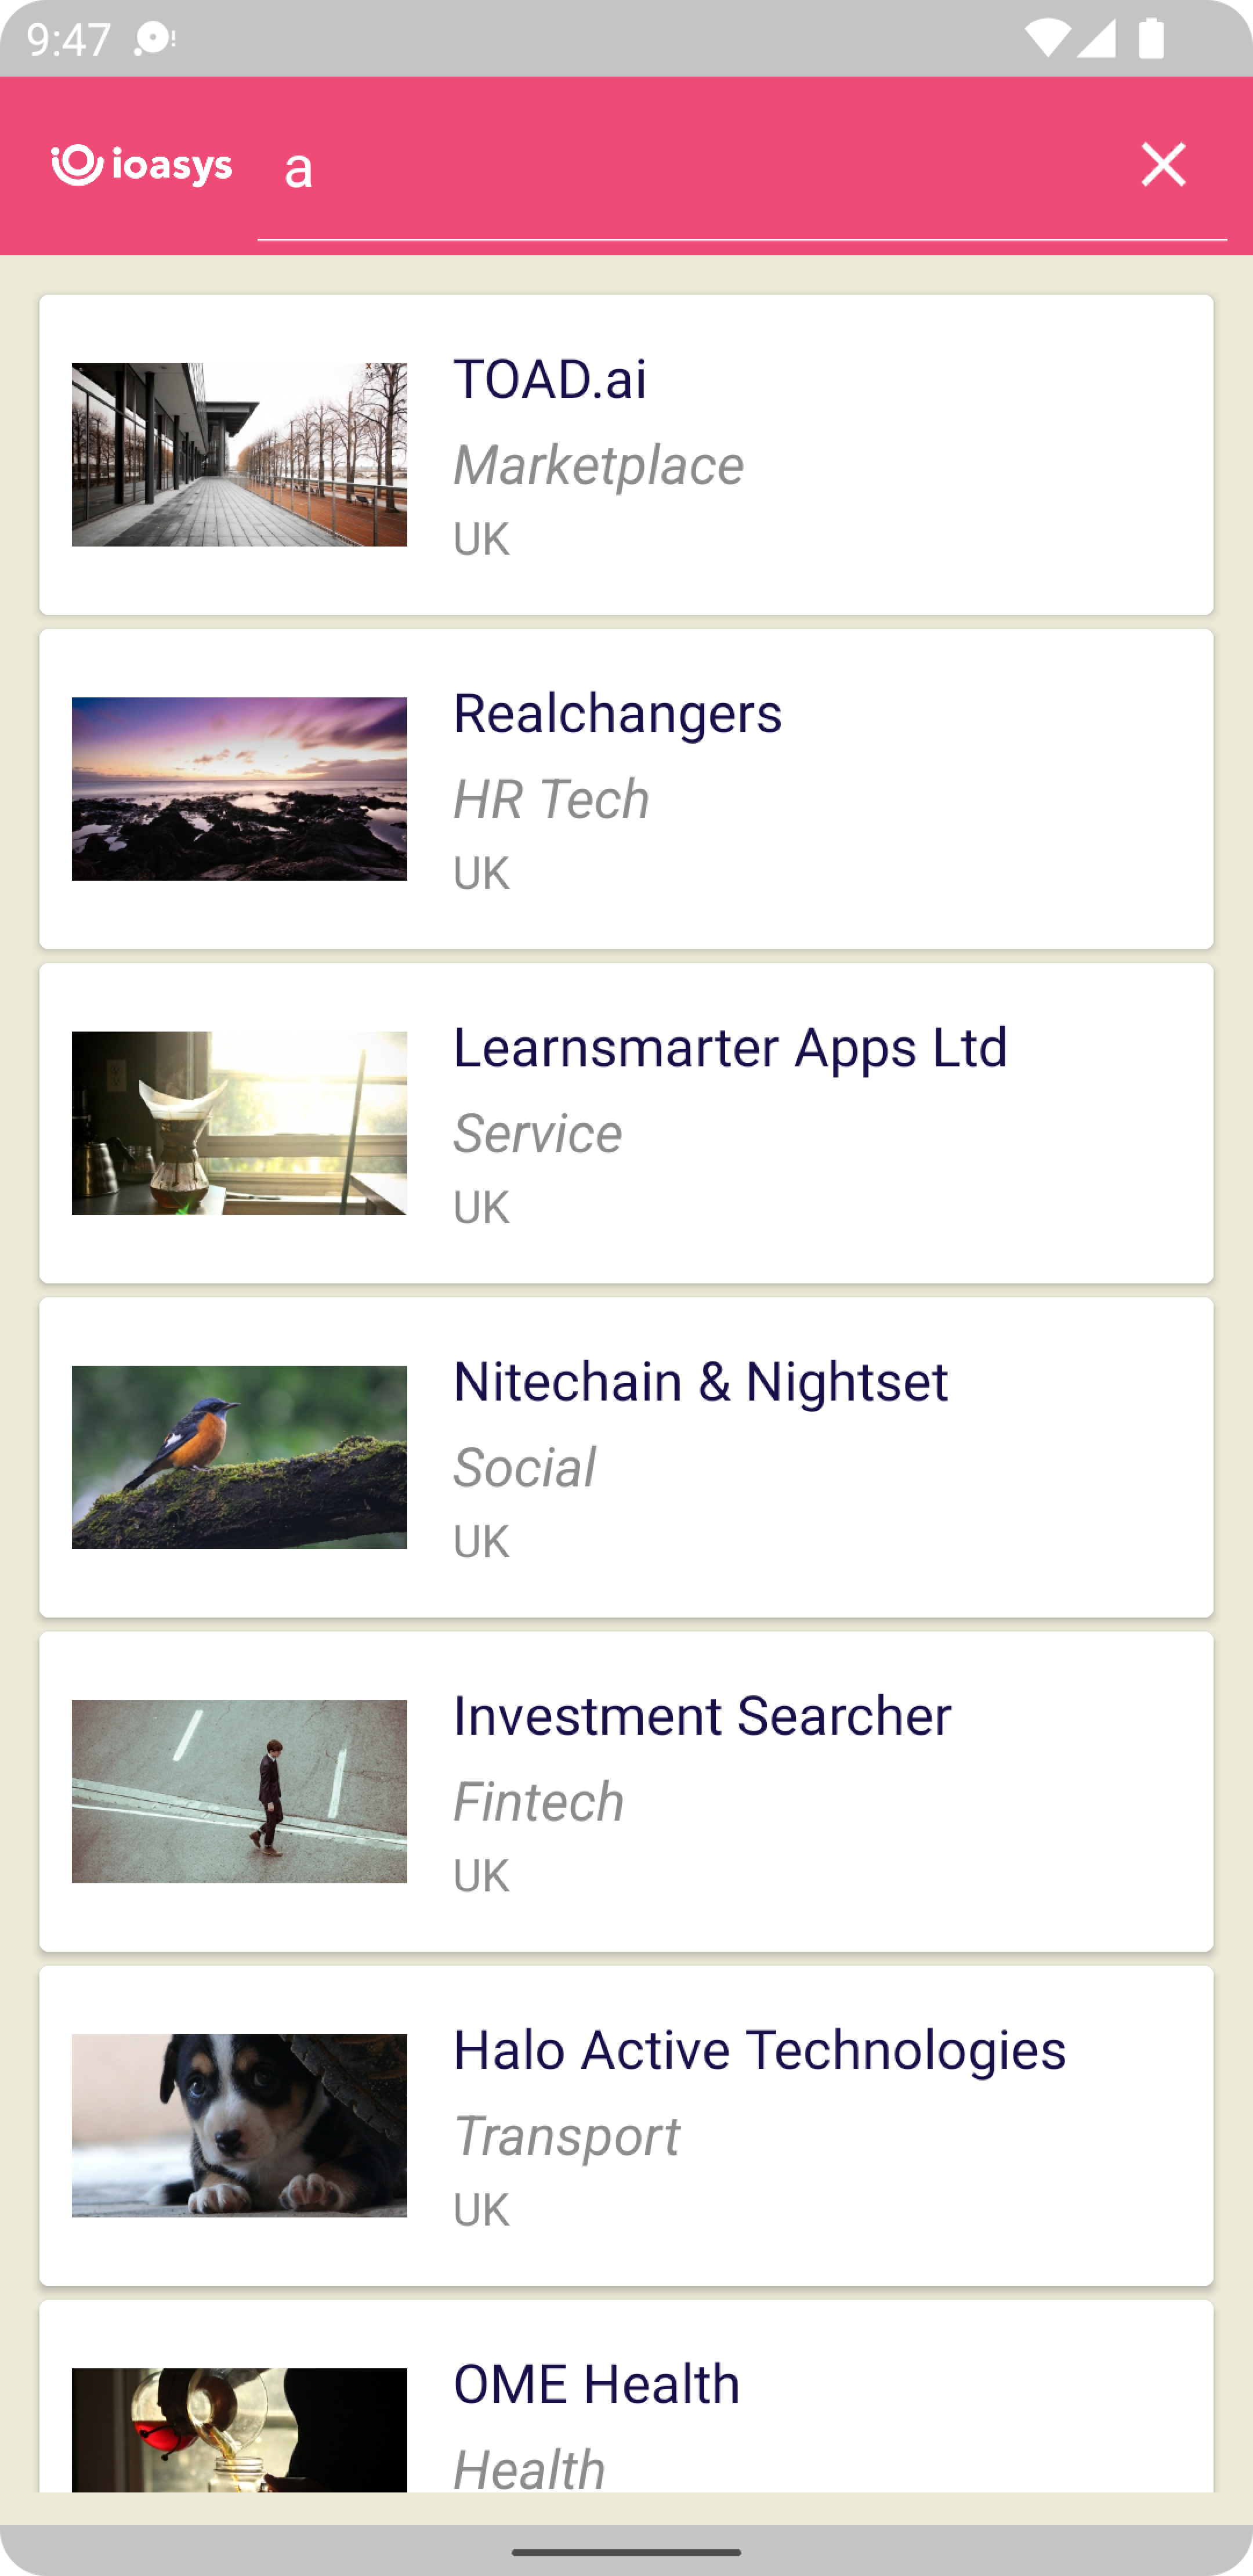 9:47
ioasys
a
TOAD.ai
Marketplace
UK
Realchangers
HR Tech
UK
Learnsmarter Apps Ltd
Service
UK
Nitechain & Nightset
Social
UK
Investment Searcher
Fintech
UK
Halo Active Technologies
Transport
UK
OME Health
Health